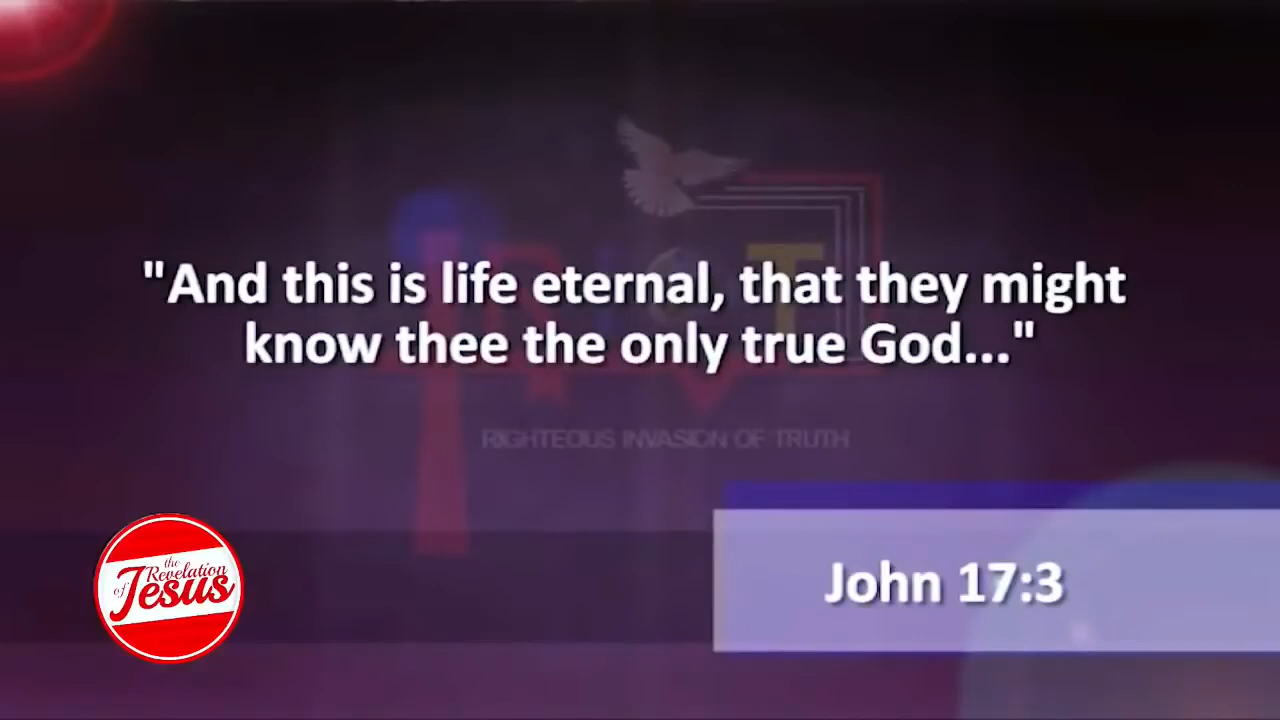 "And this is life eternal, that they might
know thee the only true God..."
RIGHTEOUS INVASION OF TRUTH
John 17:3
the
Revelation
of
Jesus